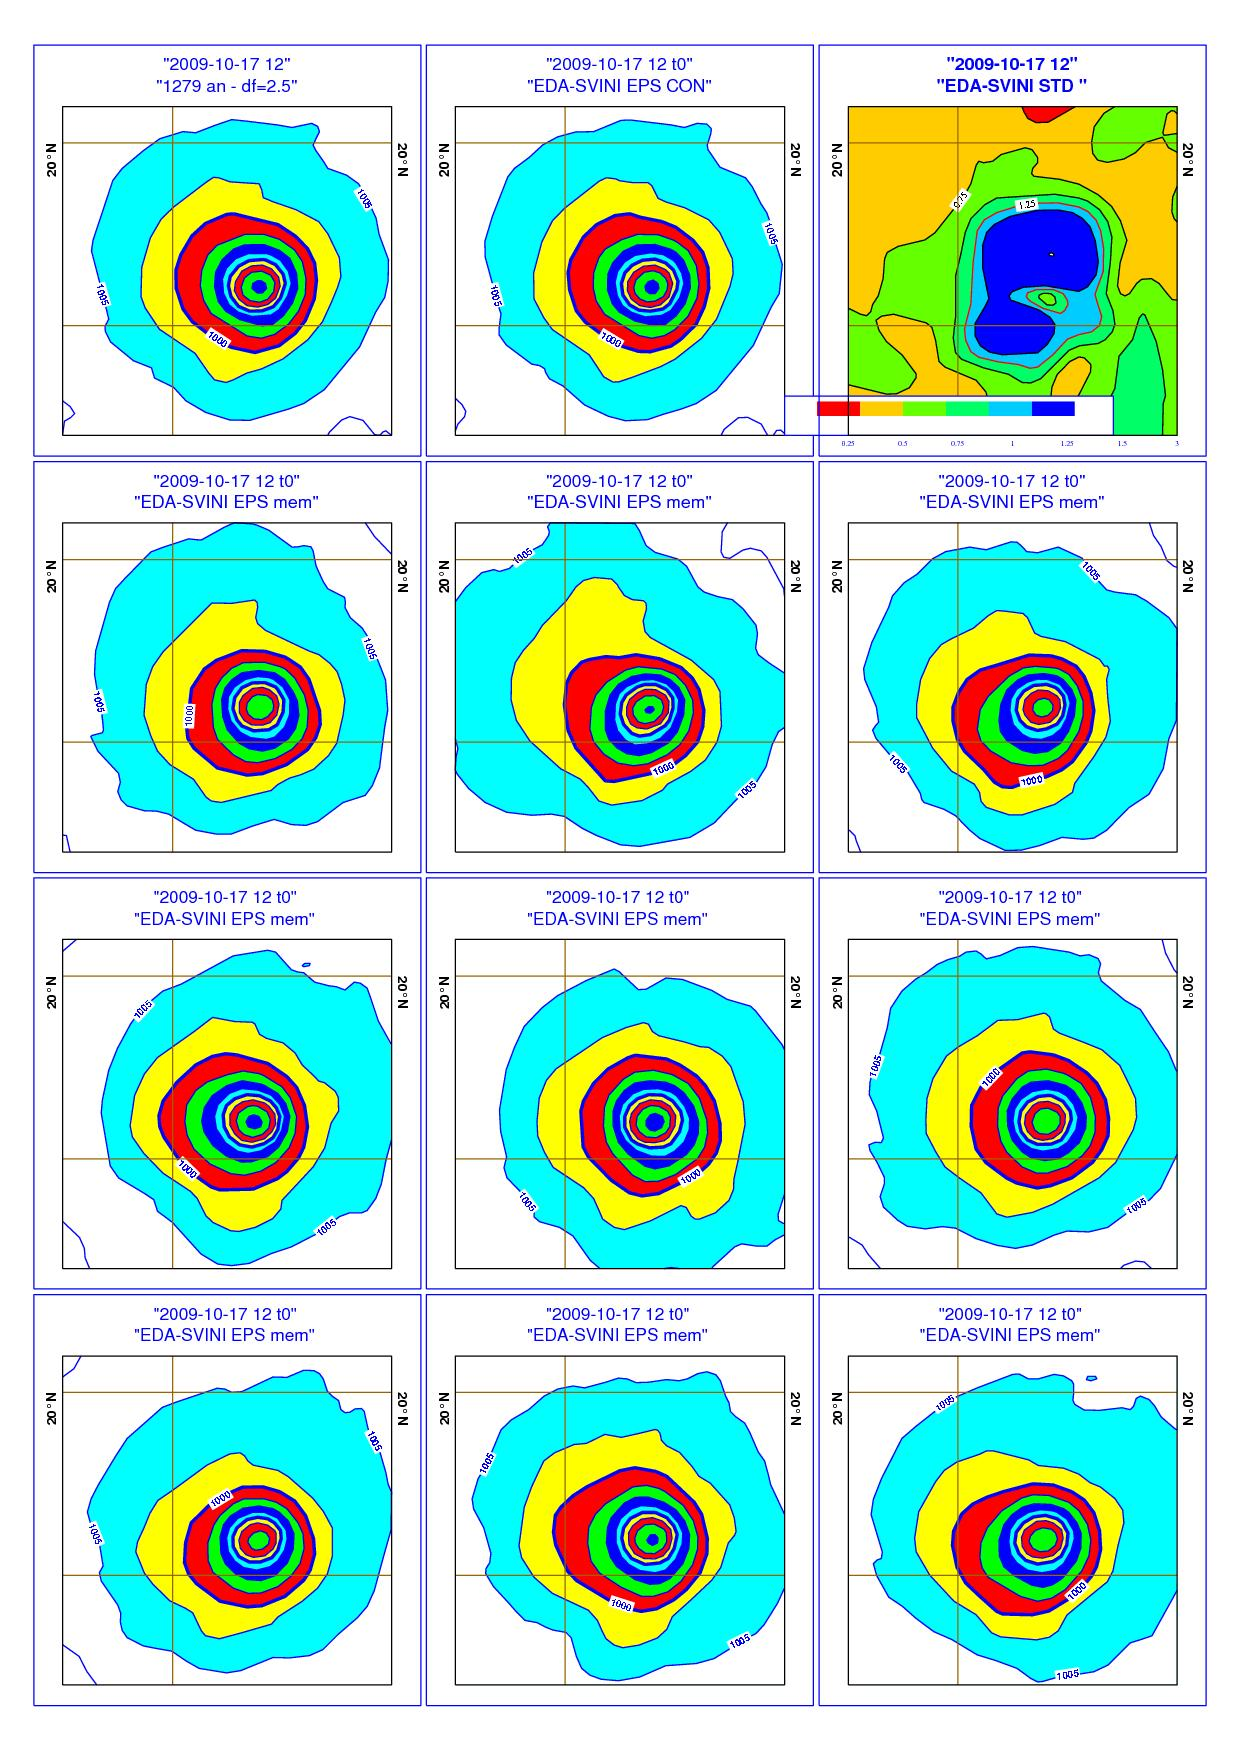 "2009-10-17 12"
"1279 an - df=2.5"
20°N
20°N
1005
1005
1000
"2009-10-17 12 t0"
"EDA-SVINI EPS CON"
20°N
20°N
1005
1005
1000
"2009-10-17 12"
"EDA-SVINI STD "
20°N
20°N
0.75
1.25
0.25 0.5 0.75 1 1.25 1.5 3
"2009-10-17 12 t0"
"EDA-SVINI EPS mem"
20°N
20°N
1005
1005
1000
"2009-10-17 12 t0"
"EDA-SVINI EPS mem"
20°N
20°N
1005
1000
1005
"2009-10-17 12 t0"
"EDA-SVINI EPS mem"
20°N
20°N
1005
1005
1000
"2009-10-17 12 t0"
"EDA-SVINI EPS mem"
20°N
20°N
1005
1000
1005
"2009-10-17 12 t0"
"EDA-SVINI EPS mem"
20°N
20°N
1000
1005
"2009-10-17 12 t0"
"EDA-SVINI EPS mem"
20°N
20°N
1005
1000
1005
"2009-10-17 12 t0"
"EDA-SVINI EPS mem"
20°N
20°N
1005
1000
1005
"2009-10-17 12 t0"
"EDA-SVINI EPS mem"
20°N
20°N
1005
1000
1005
"2009-10-17 12 t0"
"EDA-SVINI EPS mem"
20°N
20°N
1005
1000
1005